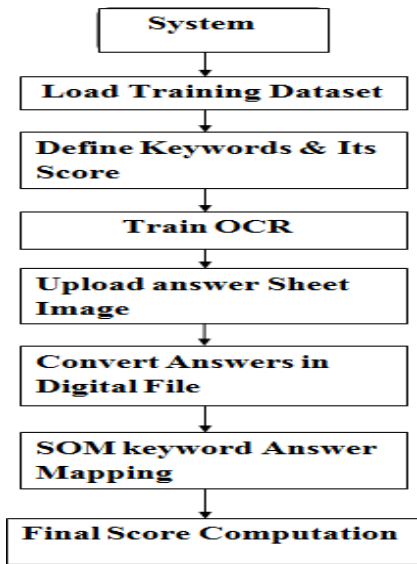 System
Load Training Dataset
Define Keywords & Its
Score
Train OCR
Upload answer Sheet
Image
Convert Answers in
Digital File
SOM keyword Answer
Mapping
Final Score Computation